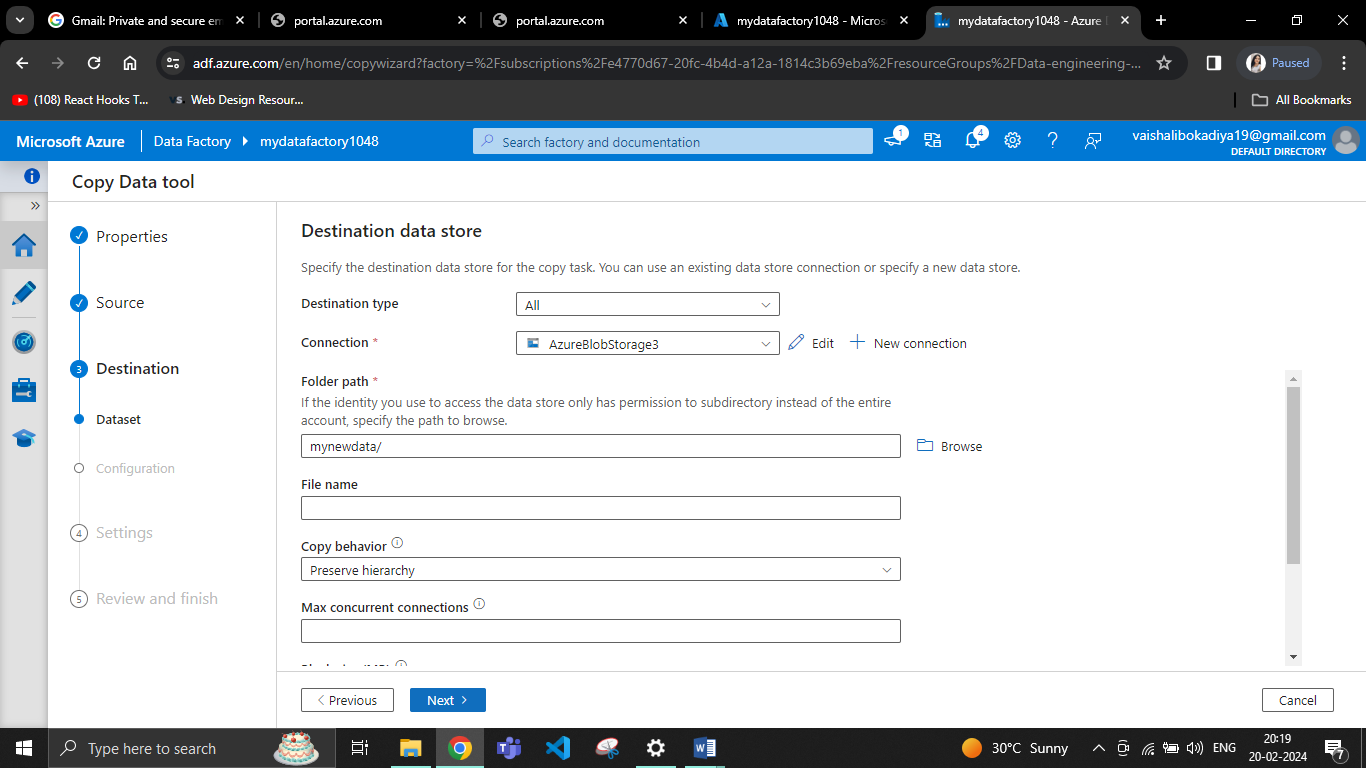 Gmail: Private and secure em
portal.azure.com
portal.azure.com
mydatafactory1048 - Micros
mydatafactory1048 - Azure
adf.azure.com/en/home/copywizard?factory=%2Fsubscriptions%2Fe4770d67-20fc-4b4d-a12a-1814c3b69eba%2FresourceGroups%2FData-engineering-...
Paused
(108) React Hooks T...
VS
Web Design Resour...
All Bookmarks
Microsoft Azure
Data Factory
mydatafactory1048
Search factory and documentation
1
4
vaishalibokadiya19@gmail.com
DEFAULT DIRECTORY
Copy Data tool
Properties
Source
3 Destination
Dataset
Configuration
4 Settings
5 Review and finish
Destination data store
Specify the destination data store for the copy task. You can use an existing data store connection or specify a new data store.
Destination type
All
Connection *
AzureBlobStorage3
Edit
New connection
Folder path *
If the identity you use to access the data store only has permission to subdirectory instead of the entire
account, specify the path to browse.
mynewdata/
Browse
File name
Copy behavior
Preserve hierarchy
Max concurrent connections
Previous
Next
Cancel
Type here to search
30°C Sunny
ENG
20:19
20-02-2024
7